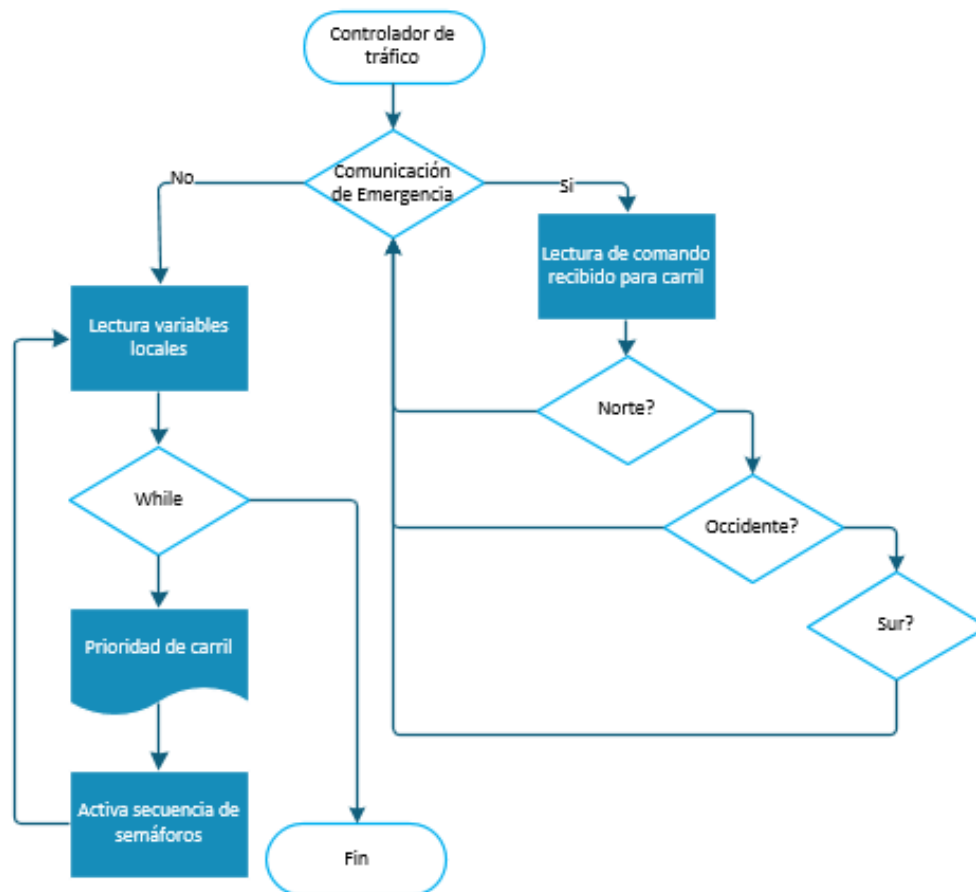 Controlador de
tráfico
Comunicación
de Emergencia
No
Si
Lectura de comando
recibido para carril
Lectura variables
locales
Norte?
While
Occidente?
Sur?
Prioridad de carril
Activa secuencia de
semáforos
Fin